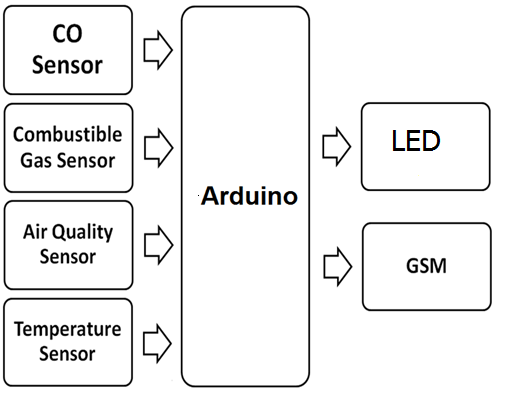 CO
Sensor
Combustible
Gas Sensor
Air Quality
Sensor
Temperature
Sensor
Arduino
LED
GSM